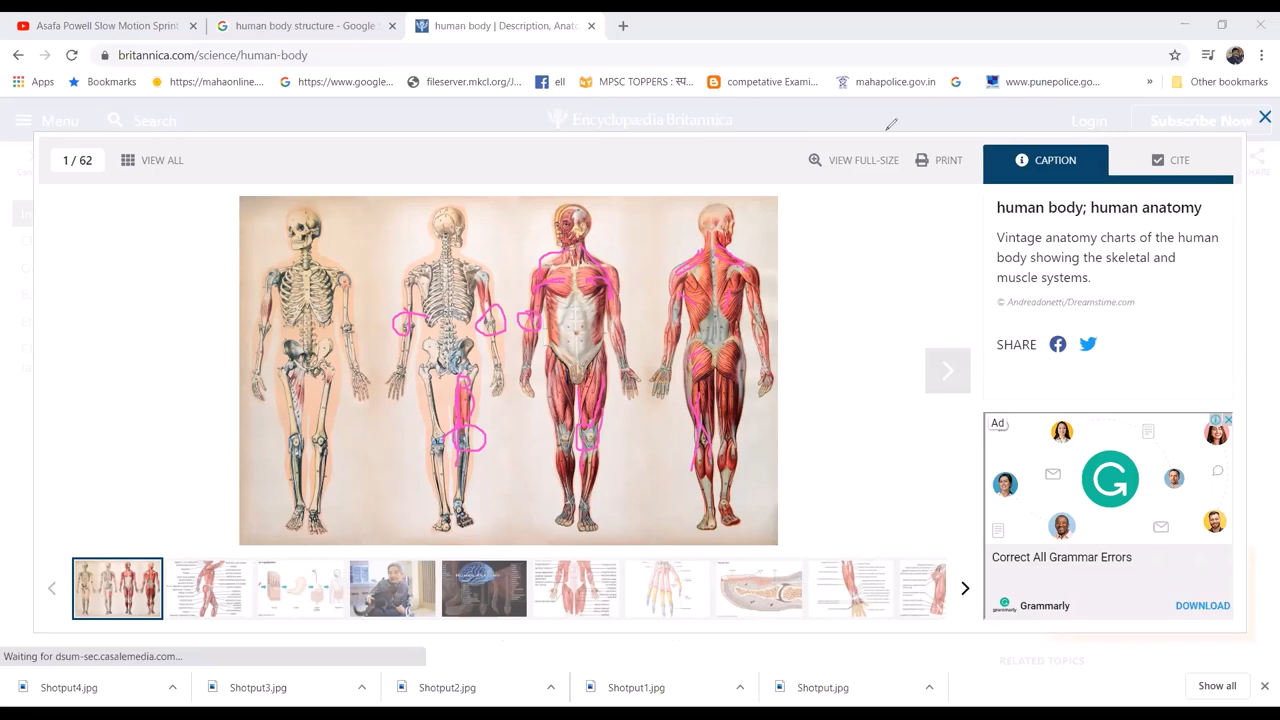 Asafa Powell Slow Motion Sprint
human body structure - Google S
human body | Description, Anato
britannica.com/science/human-body
Apps
Bookmarks
https://mahaonline....
https://www.google...
fileserver.mkcl.org/J...
ell
MPSC TOPPERS : स्प...
competative Exami...
mahapolice.gov.in
www.punepolice.go...
»
Other bookmarks
Menu
Search
Encyclopædia Britannica
Login
Subscribe Now
1 / 62
VIEW ALL
VIEW FULL-SIZE
PRINT
CAPTION
CITE
human body; human anatomy
Vintage anatomy charts of the human
body showing the skeletal and
muscle systems.
© Andreadonetti/Dreamstime.com
SHARE
Ad
Correct All Grammar Errors
grammarly
Grammarly
DOWNLOAD
RELATED TOPICS
Waiting for dsum-sec.casalemedia.com...
Shotput4.jpg
Shotput3.jpg
Shotput2.jpg
Shotput1.jpg
Shotput.jpg
Show all